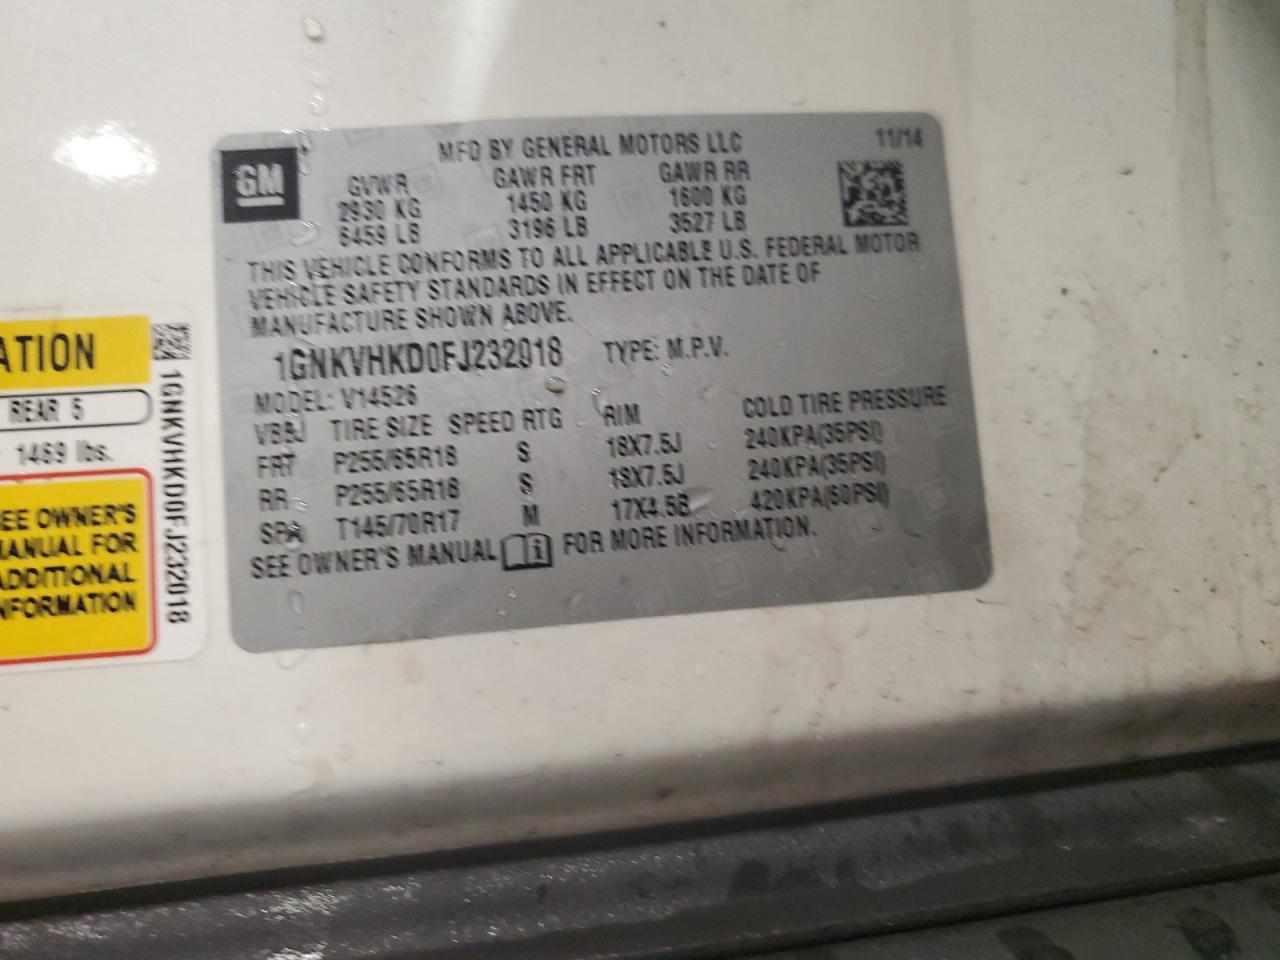 MFD BY GENERAL MOTORS LLC 11/14
GM
GVWR GAWR FRT GAWR RR
2930 KG 1450 KG 1600 KG
6459 LB 3196 LB 3527 LB
THIS VEHICLE CONFORMS TO ALL APPLICABLE U.S. FEDERAL MOTOR
VEHICLE SAFETY STANDARDS IN EFFECT ON THE DATE OF
MANUFACTURE SHOWN ABOVE.
1GNKVHKD0FJ232018 TYPE: M.P.V.
MODEL: V14526
VBBJ TIRE SIZE SPEED RTG RIM COLD TIRE PRESSURE
FRT P255/65R18 S 18X7.5J 240KPA(35PSI)
RR P255/65R18 S 18X7.5J 240KPA(35PSI)
SPA T145/70R17 M 17X4.5B 420KPA(60PSI)
SEE OWNER'S MANUAL i FOR MORE INFORMATION.
ATION
REAR 5
1469 lbs.
SEE OWNER'S
MANUAL FOR
ADDITIONAL
INFORMATION
1GNKVHKD0FJ232018